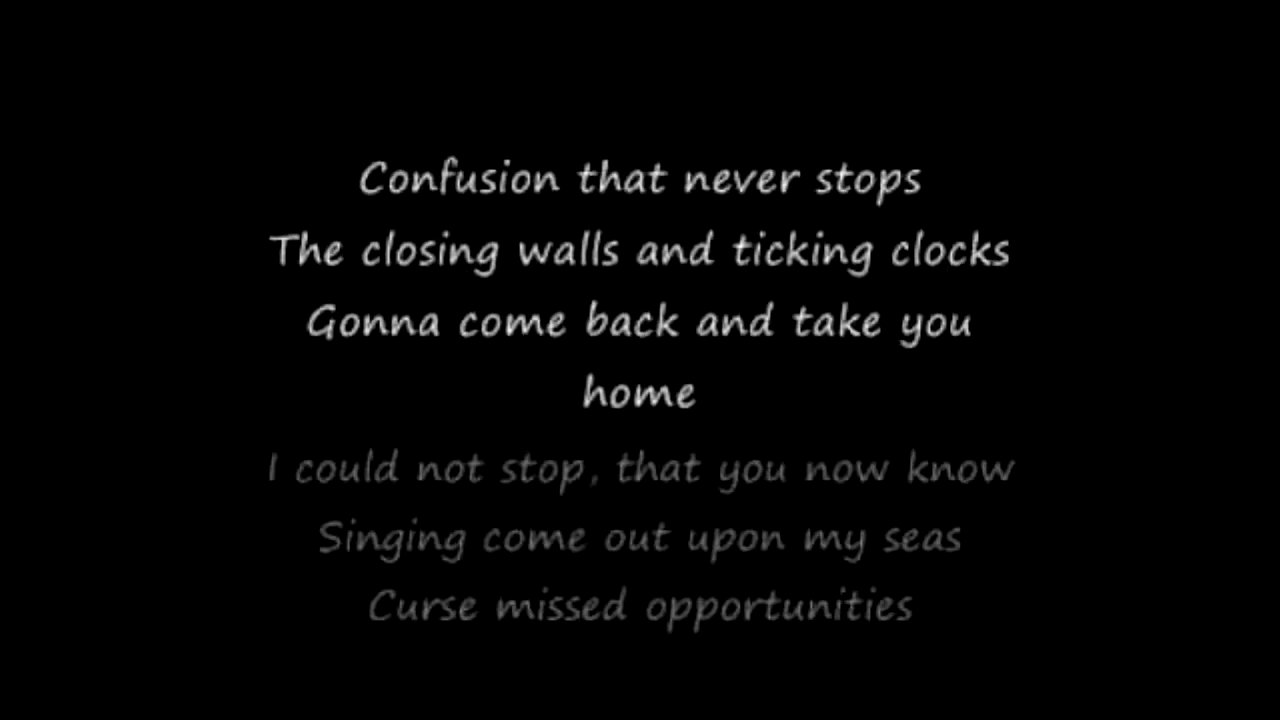 Confusion that never stops
The closing walls and ticking clocks
Gonna come back and take you
home
I could not stop, that you now know
Singing come out upon my seas
Curse missed opportunities